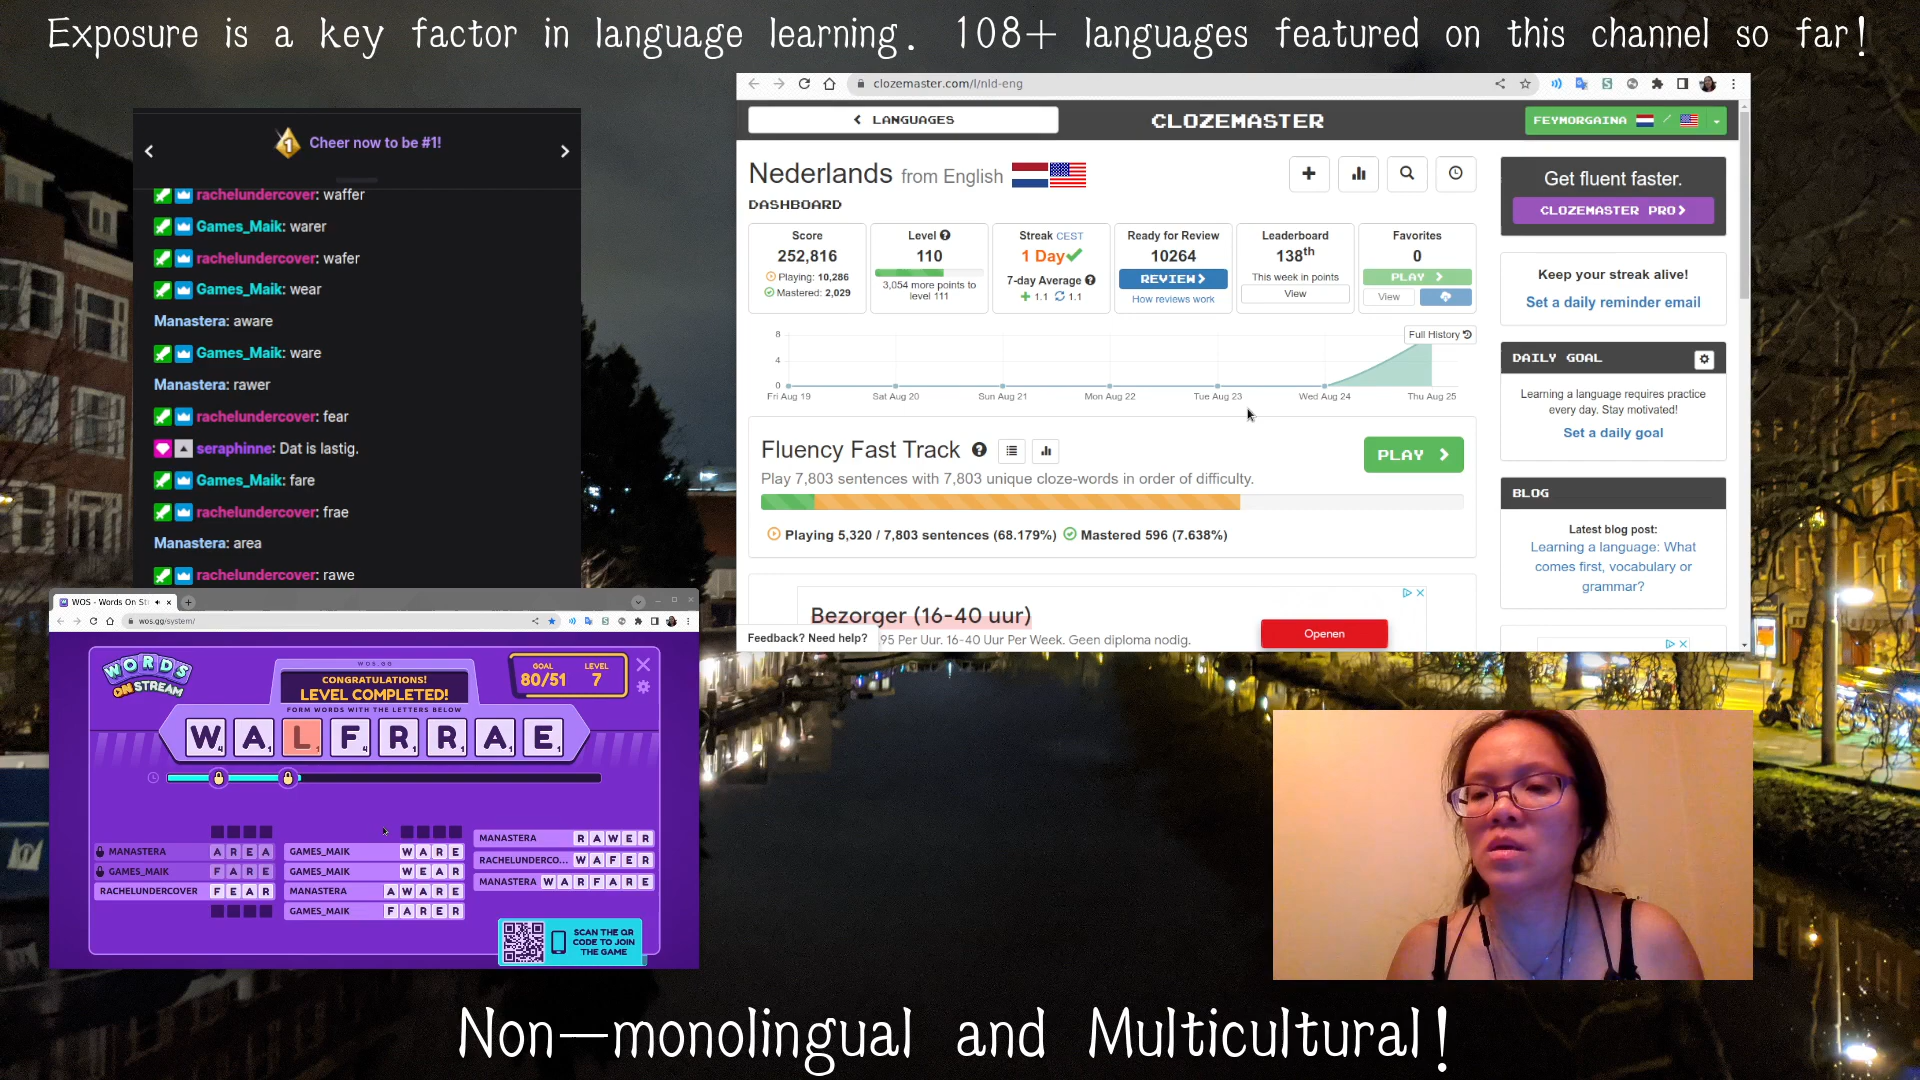 Exposure is a key factor in language learning. 108+ languages featured on this channel so far!
Cheer now to be #1!
rachelundercover: waffer
Games_Maik: warer
rachelundercover: wafer
Games_Maik: wear
Manastera: aware
Games_Maik: ware
Manastera: rawer
rachelundercover: fear
seraphinne: Dat is lastig.
Games_Maik: fare
rachelundercover: frae
Manastera: area
rachelundercover: rawe
clozemaster.com/l/nld-eng
LANGUAGES
CLOZEMASTER
FEYMORGAINA
Nederlands from English
DASHBOARD
Score
252,816
Playing: 10,286
Mastered: 2,029
Level
110
3,054 more points to level 111
Streak CEST
1 Day
7-day Average
1.1 1.1
Ready for Review
10264
REVIEW
How reviews work
Leaderboard
138th
This week in points
View
Favorites
0
PLAY
View
Full History
8
4
0
Fri Aug 19 Sat Aug 20 Sun Aug 21 Mon Aug 22 Tue Aug 23 Wed Aug 24 Thu Aug 25
Fluency Fast Track
PLAY
Play 7,803 sentences with 7,803 unique cloze-words in order of difficulty.
Playing 5,320 / 7,803 sentences (68.179%) Mastered 596 (7.638%)
Bezorger (16-40 uur)
95 Per Uur. 16-40 Uur Per Week. Geen diploma nodig.
Openen
Feedback? Need help?
Get fluent faster.
CLOZEMASTER PRO
Keep your streak alive!
Set a daily reminder email
DAILY GOAL
Learning a language requires practice every day. Stay motivated!
Set a daily goal
BLOG
Latest blog post:
Learning a language: What comes first, vocabulary or grammar?
WOS - Words On St
wos.gg/system/
WORDS ON STREAM
WOS.GG
CONGRATULATIONS!
LEVEL COMPLETED!
GOAL
80/51
LEVEL
7
FORM WORDS WITH THE LETTERS BELOW
W A L F R R A E
MANASTERA AREA
GAMES_MAIK FARE
RACHELUNDERCOVER FEAR
GAMES_MAIK WARE
GAMES_MAIK WEAR
MANASTERA AWARE
GAMES_MAIK FARER
MANASTERA RAWER
RACHELUNDERCO... WAFER
MANASTERA WARFARE
SCAN THE QR CODE TO JOIN THE GAME
Non-monolingual and Multicultural!